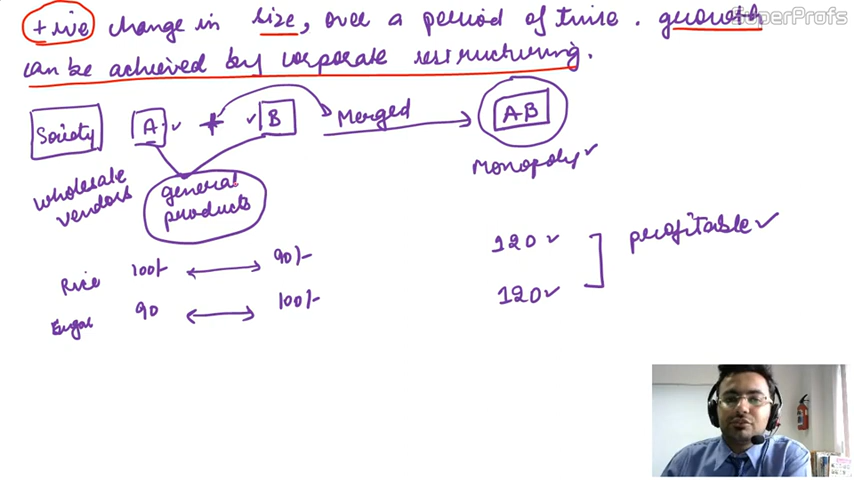 +ive change in size, over a period of time. growth
SuperProfs
can be achieved by corporate restructuring.
Society A + B Merged AB
wholesale vendors
general products
Monopoly
Rice 100/- 90/- 120
profitable
90 100/- 120